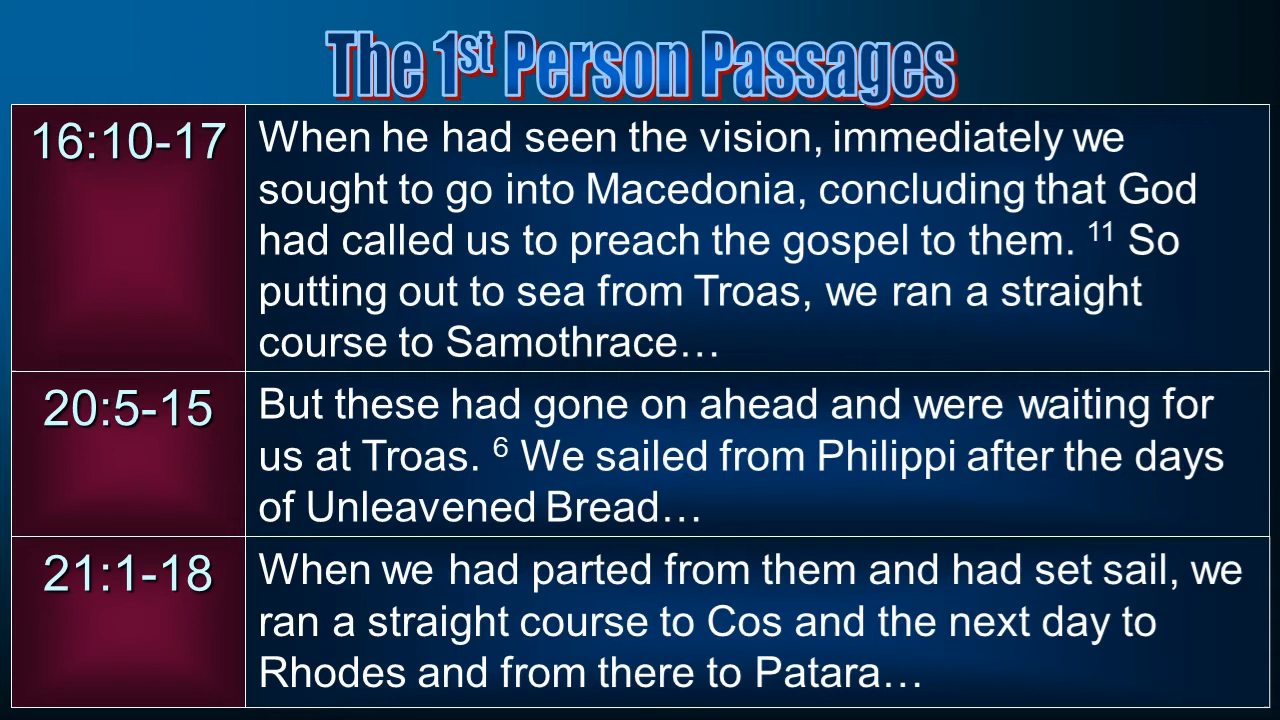 The 1st Person Passages
16:10-17
When he had seen the vision, immediately we
sought to go into Macedonia, concluding that God
had called us to preach the gospel to them. 11 So
putting out to sea from Troas, we ran a straight
course to Samothrace…
20:5-15
But these had gone on ahead and were waiting for
us at Troas. 6 We sailed from Philippi after the days
of Unleavened Bread…
21:1-18
When we had parted from them and had set sail, we
ran a straight course to Cos and the next day to
Rhodes and from there to Patara…